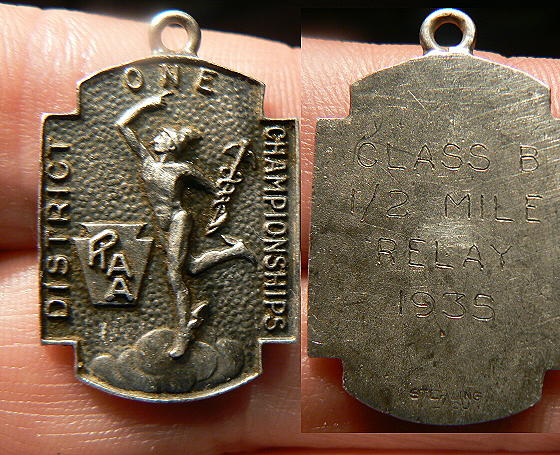 DISTRICT
ONE
CHAMPIONSHIPS
PIAA
CLASS B
1/2 MILE
RELAY
1935
STERLING